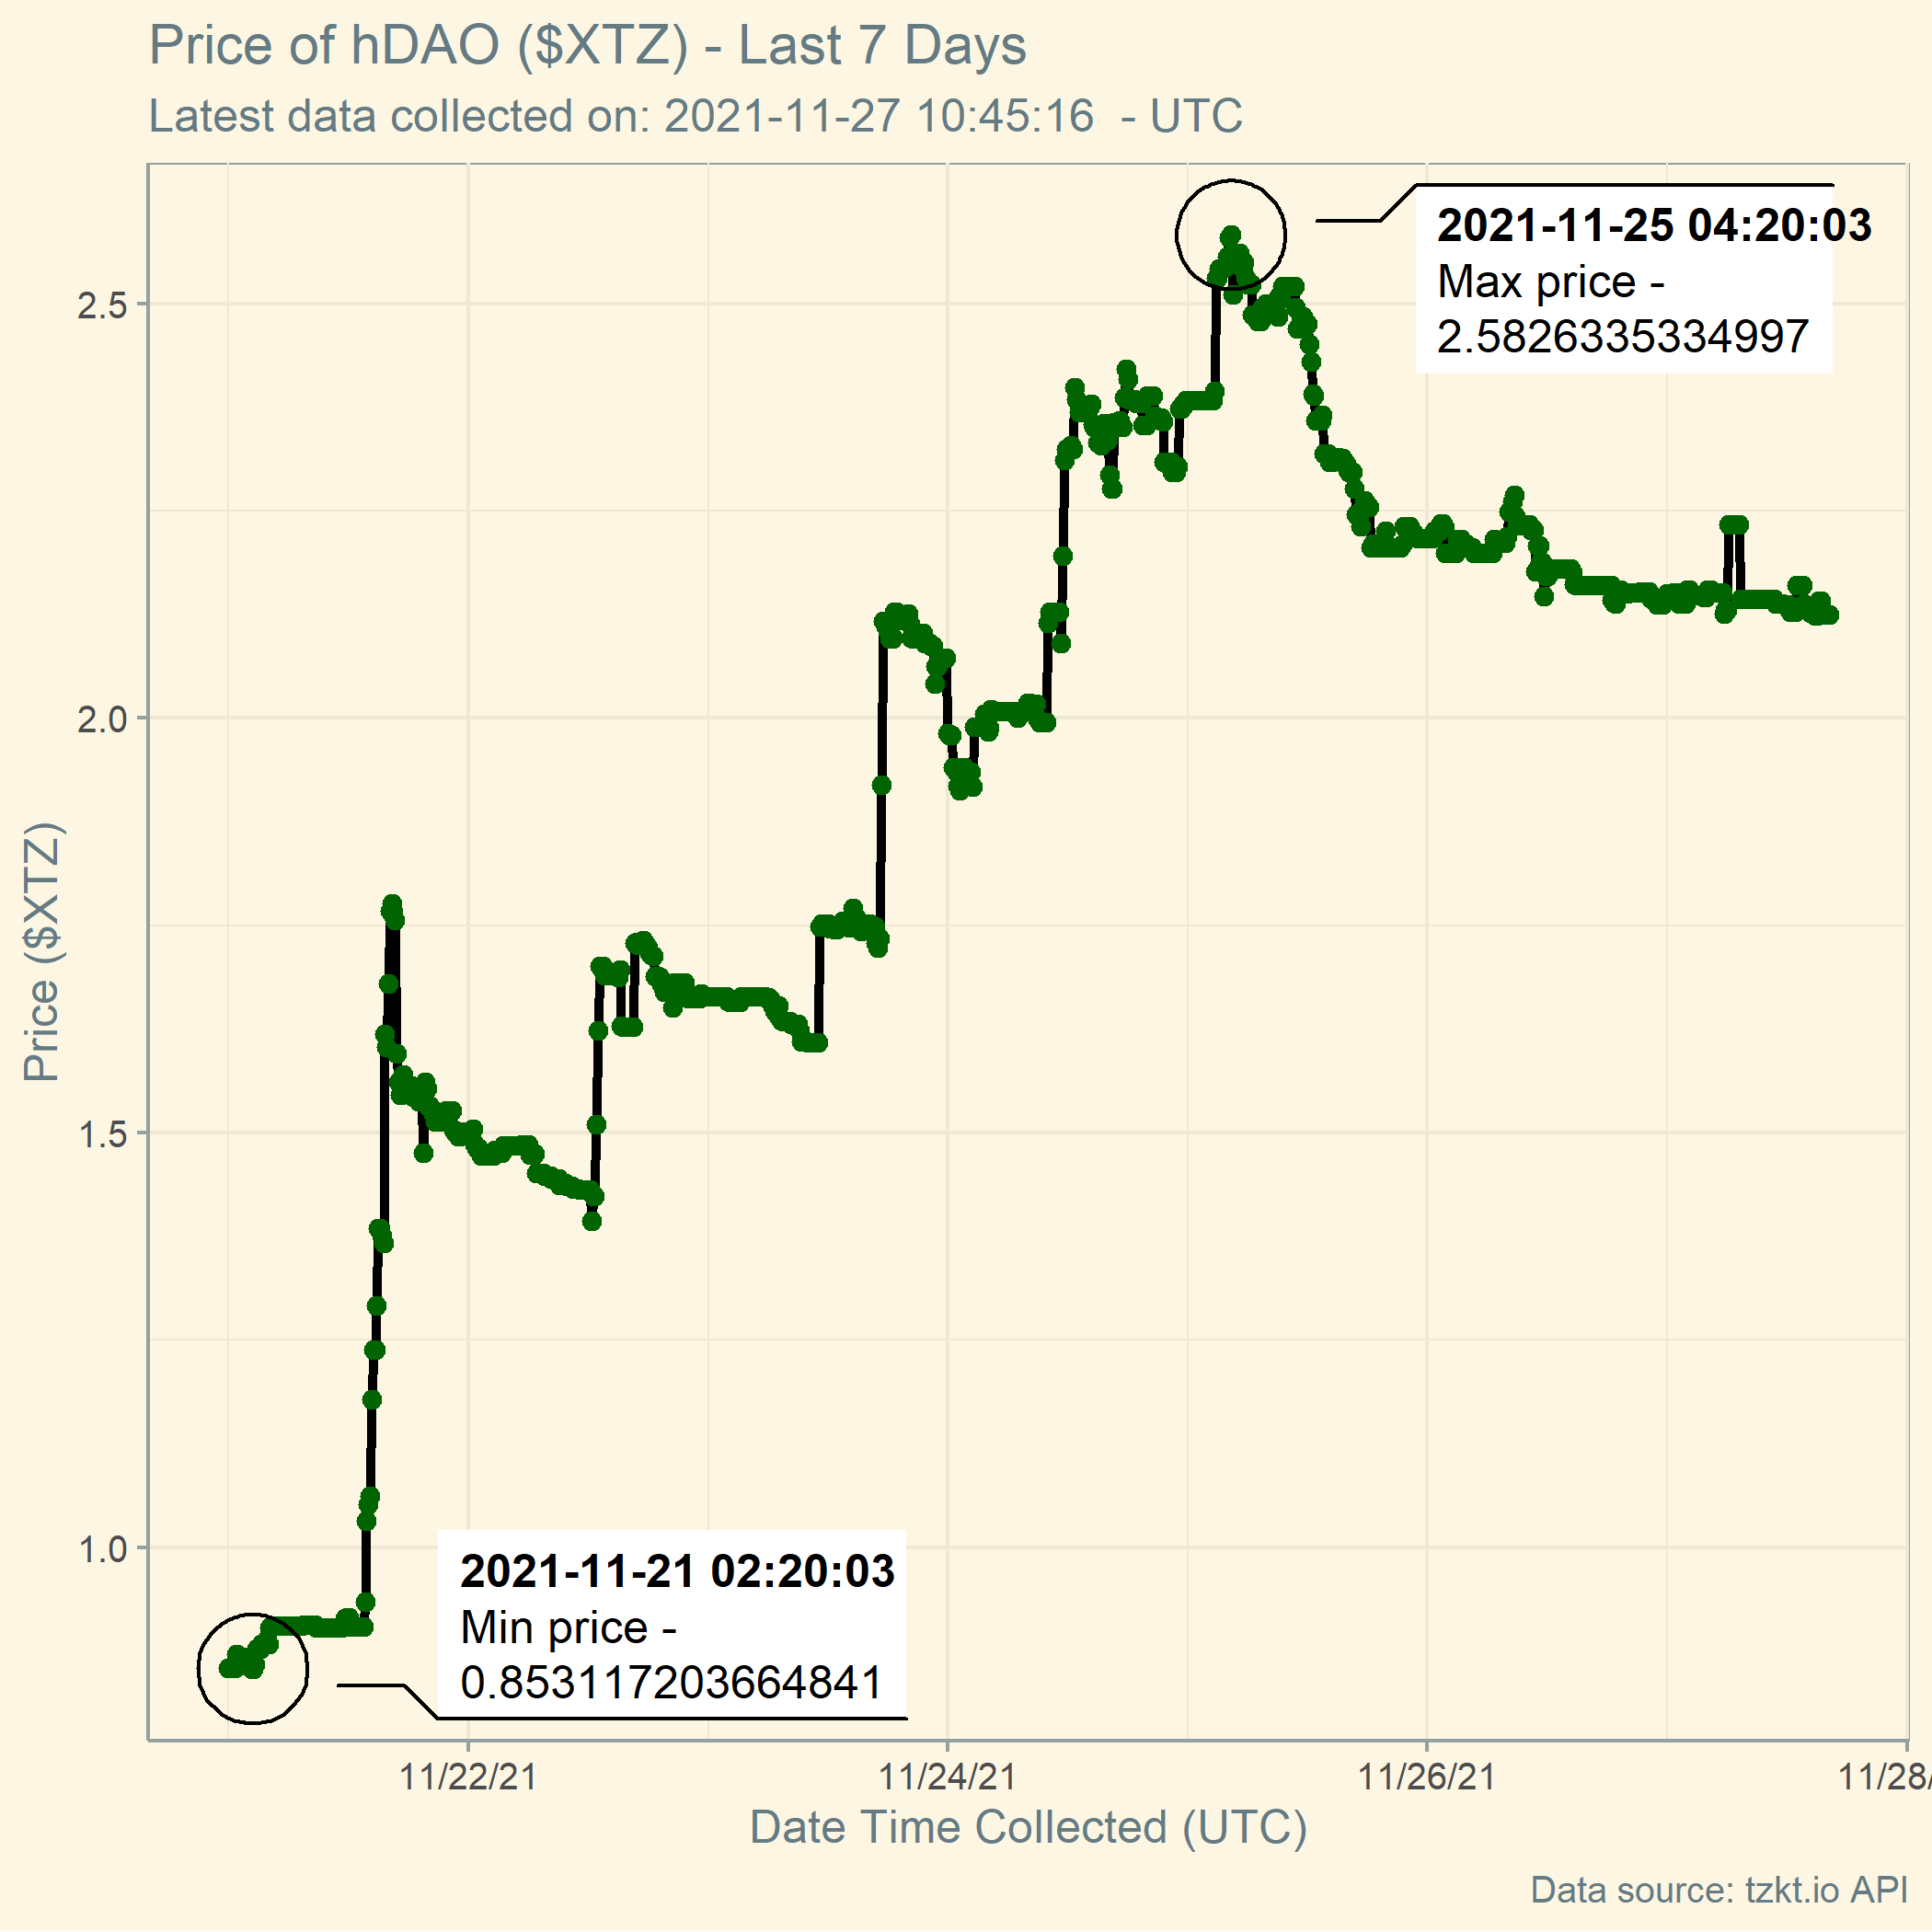 Price of hDAO ($XTZ) - Last 7 Days
Latest data collected on: 2021-11-27 10:45:16  - UTC
2021-11-25 04:20:03
Max price -
2.5826335334997
2.5
2.0
Price ($XTZ)
1.5
1.0
2021-11-21 02:20:03
Min price -
0.853117203664841
11/22/21
11/24/21
11/26/21
11/28/
Date Time Collected (UTC)
Data source: tzkt.io API